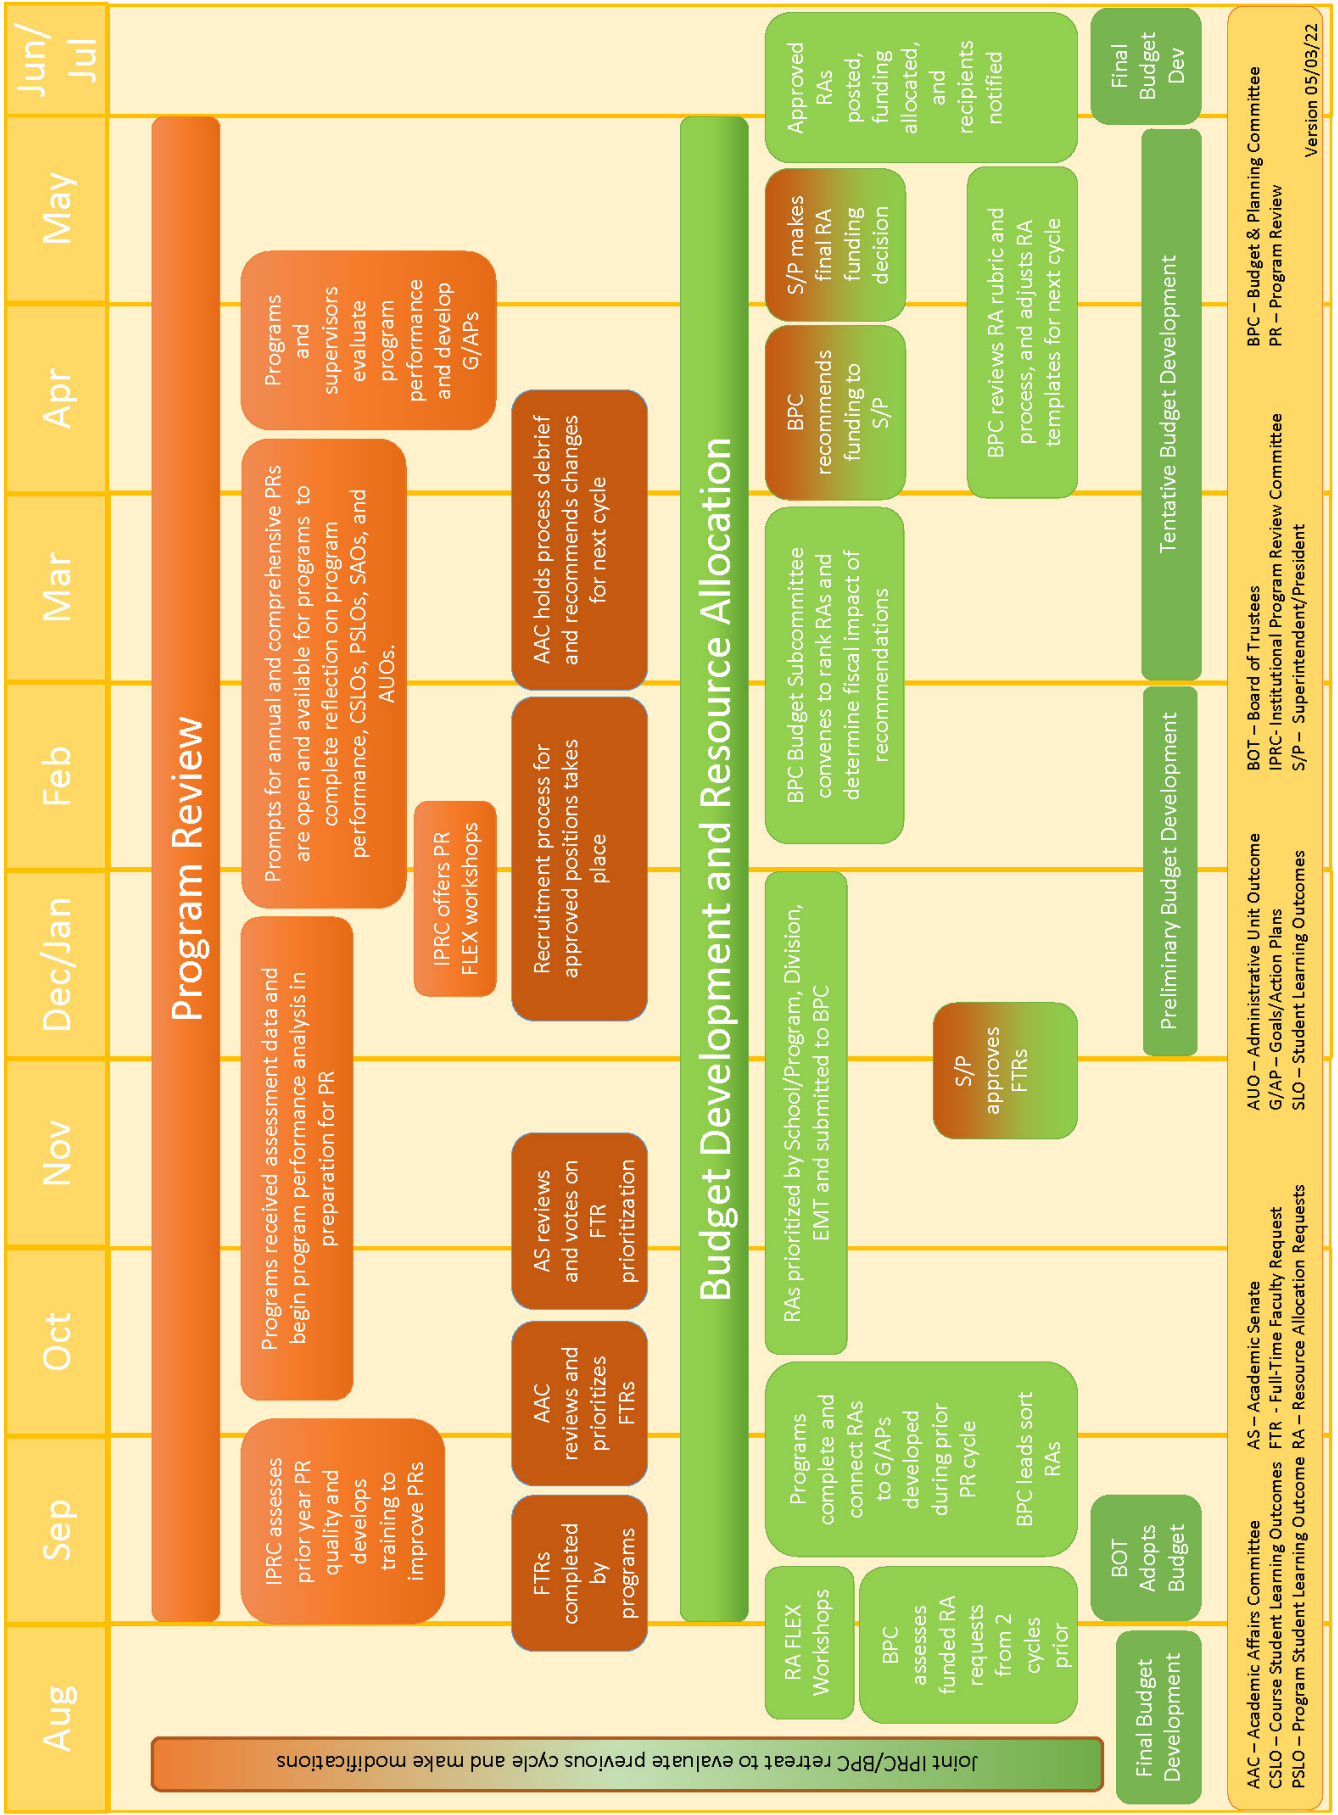 Aug
Sep
Oct
Nov
Dec/Jan
Feb
Mar
Apr
May
Jun/
Jul
Joint IPRC/BPC retreat to evaluate previous cycle and make modifications
Program Review
IPRC assesses
prior year PR
quality and
develops
training to
improve PRs
Programs received assessment data and
begin program performance analysis in
preparation for PR
Prompts for annual and comprehensive PRs
are open and available for programs to
complete reflection on program
performance, CSLOs, PSLOs, SAOs, and
AUOs.
Programs
and
supervisors
evaluate
program
performance
and develop
G/APs
IPRC offers PR
FLEX workshops
FTRs
completed
by
programs
AAC
reviews and
prioritizes
FTRs
AS reviews
and votes on
FTR
prioritization
Recruitment process for
approved positions takes
place
AAC holds process debrief
and recommends changes
for next cycle
Budget Development and Resource Allocation
RA FLEX
Workshops
BPC
assesses
funded RA
requests
from 2
cycles
prior
Programs
complete and
connect RAs
to G/APs
developed
during prior
PR cycle
BPC leads sort
RAs
RAs prioritized by School/Program, Division,
EMT and submitted to BPC
S/P
approves
FTRs
BPC Budget Subcommittee
convenes to rank RAs and
determine fiscal impact of
recommendations
BPC
recommends
funding to
S/P
S/P makes
final RA
funding
decision
BPC reviews RA rubric and
process, and adjusts RA
templates for next cycle
Approved
RAs
posted,
funding
allocated,
and
recipients
notified
Final Budget
Development
BOT
Adopts
Budget
Preliminary Budget Development
Tentative Budget Development
Final
Budget
Dev
AAC – Academic Affairs Committee
CSLO – Course Student Learning Outcomes
PSLO – Program Student Learning Outcome
AS – Academic Senate
FTR - Full-Time Faculty Request
RA – Resource Allocation Requests
AUO – Administrative Unit Outcome
G/AP – Goals/Action Plans
SLO – Student Learning Outcomes
BOT – Board of Trustees
IPRC- Institutional Program Review Committee
S/P – Superintendent/President
BPC – Budget & Planning Committee
PR – Program Review
Version 05/03/22